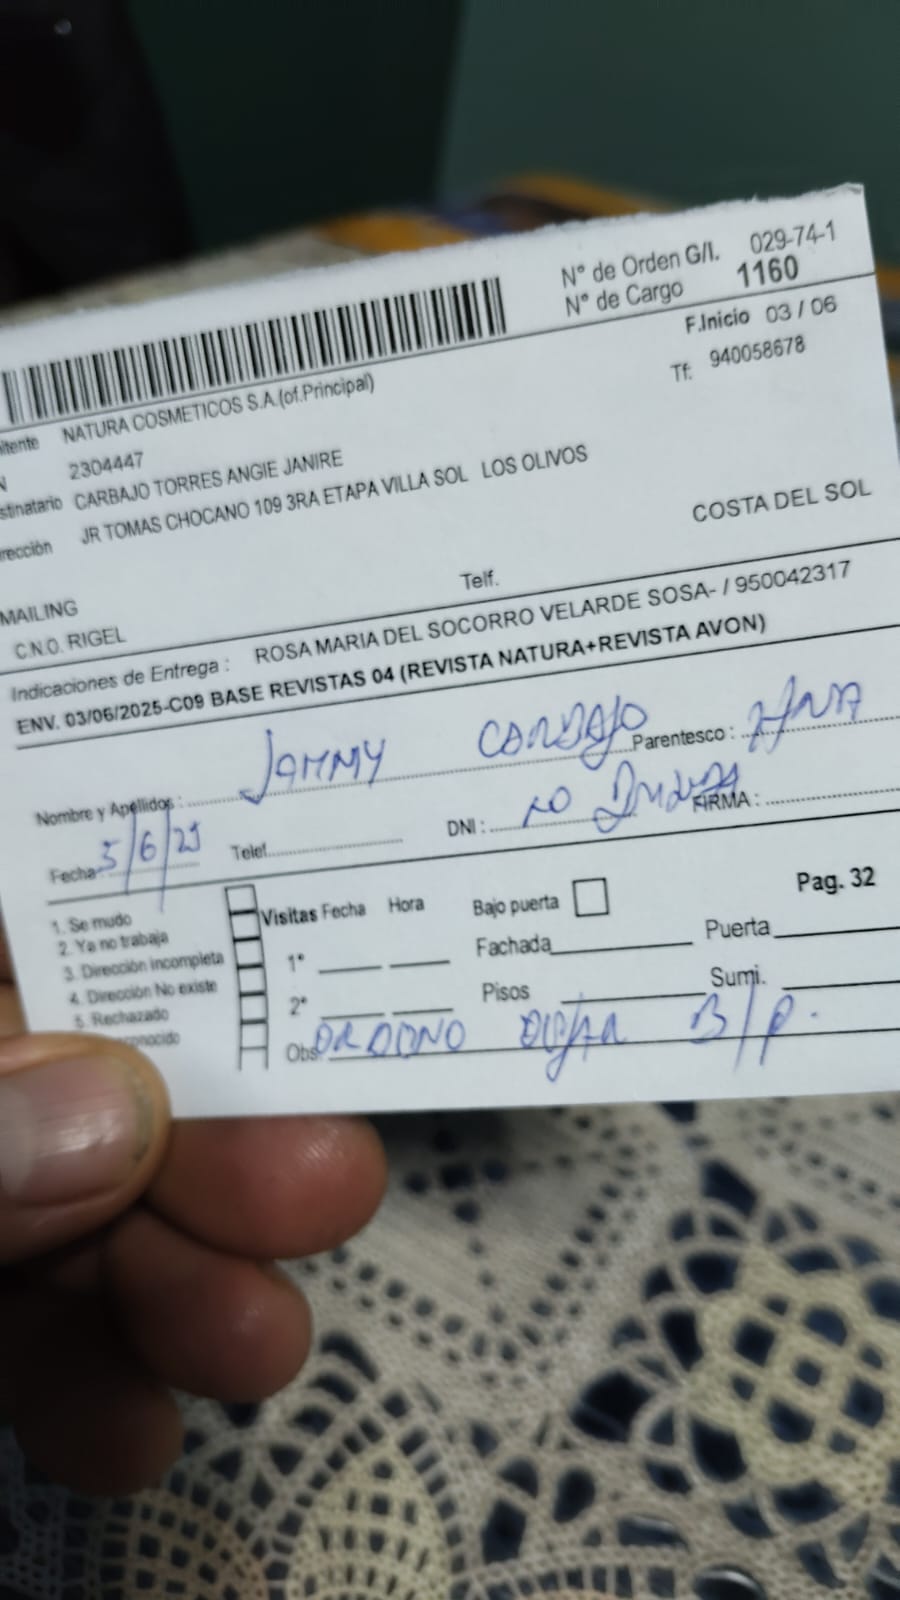 N° de Orden G/I. 029-74-1
N° de Cargo 1160
F.Inicio 03 / 06
Tf: 940058678
NATURA COSMETICOS S.A.(of.Principal)
2304447
stinatario CARBAJO TORRES ANGIE JANIRE
rección JR TOMAS CHOCANO 109 3RA ETAPA VILLA SOL LOS OLIVOS
COSTA DEL SOL
MAILING Telf.
C.N.O. RIGEL
Indicaciones de Entrega : ROSA MARIA DEL SOCORRO VELARDE SOSA- / 950042317
ENV. 03/06/2025-C09 BASE REVISTAS 04 (REVISTA NATURA+REVISTA AVON)
Nombre y Apellidos : JAMMY CARBAJO Parentesco :
Fecha 5/6/25 Telef. DNI : NO FIRMA :
1. Se mudo
2. Ya no trabaja
3. Dirección incompleta
4. Dirección No existe
5. Rechazado
onocido
Visitas Fecha Hora Bajo puerta Pag. 32
1° Fachada Puerta
2° Pisos Sumi.
Obs: B/P.